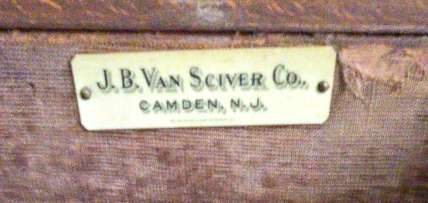 J. B. VAN SCIVER CO.,
CAMDEN, N. J.